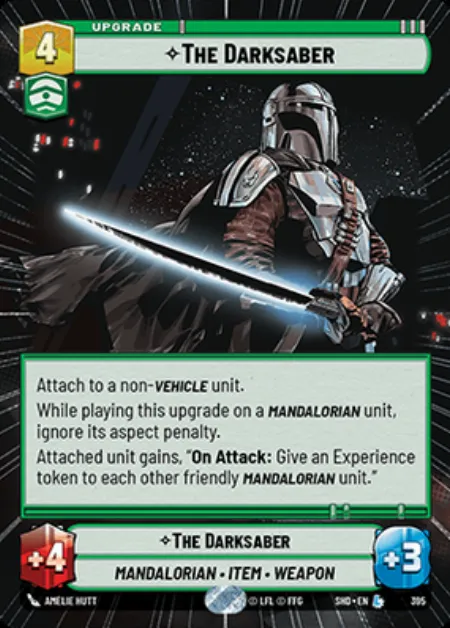 UPGRADE
4
✧THE DARKSABER
Attach to a non-VEHICLE unit.
While playing this upgrade on a MANDALORIAN unit,
ignore its aspect penalty.
Attached unit gains, “On Attack: Give an Experience
token to each other friendly MANDALORIAN unit.”
+4
✧THE DARKSABER
+3
MANDALORIAN • ITEM • WEAPON
AMÉLIE HUTT
© LFL © FFG
SHD • EN
L
395